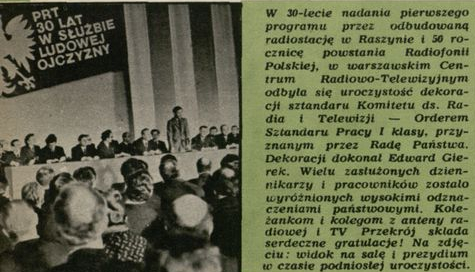 PRT
30 LAT
W SŁUŻBIE
LUDOWEJ
OJCZYZNY
W 30-lecie nadania pierwszego
programu przez odbudowaną
radiostację w Raszynie i 50 ro-
cznicę powstania Radiofonii
Polskiej, w warszawskim Cen-
trum Radiowo-Telewizyjnym
odbyła się uroczystość dekora-
cji sztandaru Komitetu ds. Ra-
dia i Telewizji — Orderem
Sztandaru Pracy I klasy, przy-
znanym przez Radę Państwa.
Dekoracji dokonał Edward Gie-
rek. Wielu zasłużonych dzien-
nikarzy i pracowników zostało
wyróżnionych wysokimi odzna-
czeniami państwowymi. Kole-
żankom i kolegom z anteny ra-
diowej i TV Przekrój składa
serdeczne gratulacje! Na zdję-
ciu: widok na salę i prezydium
w czasie podniosłej uroczystości.